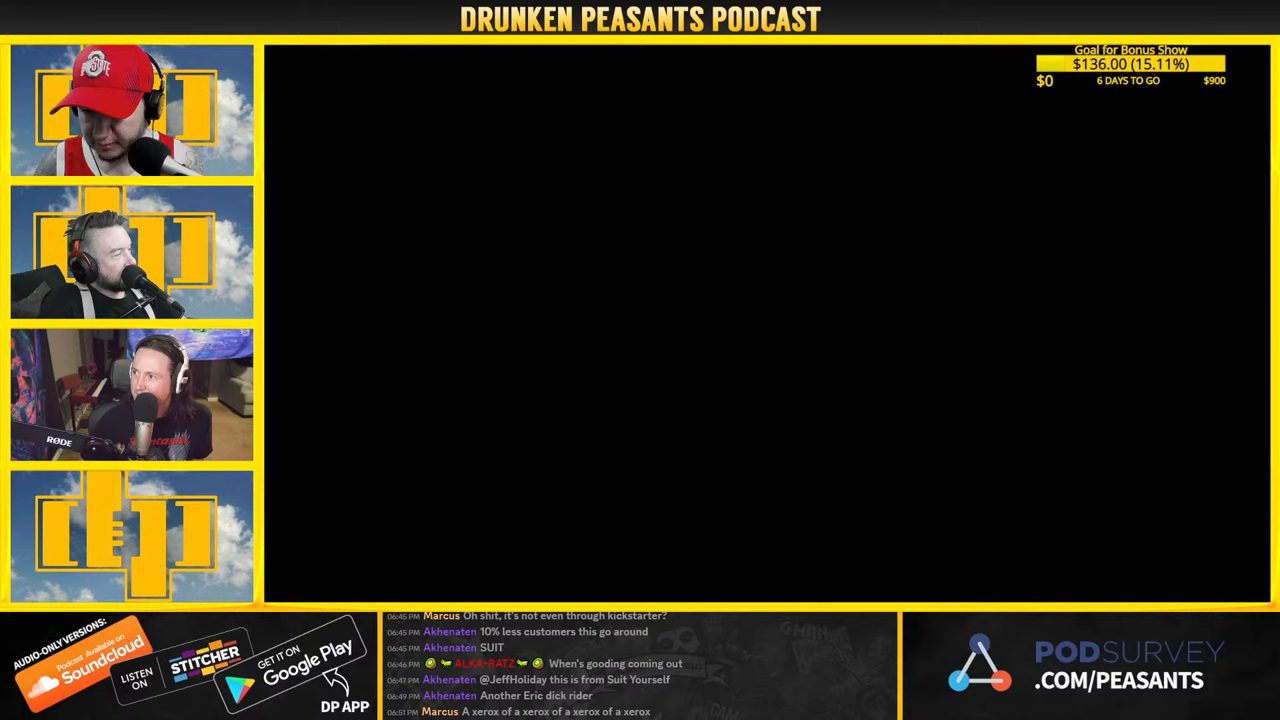 DRUNKEN PEASANTS PODCAST
Goal for Bonus Show
$136.00 (15.11%)
$0 6 DAYS TO GO $900
STATE
RØDE
AUDIO-ONLY VERSIONS:
Podcast Available on
Soundcloud
LISTEN ON
STITCHER
GET IT ON
Google Play
DP APP
06:45 PM Marcus Oh shit, it's not even through kickstarter?
06:45 PM Akhenaten 10% less customers this go around
06:45 PM Akhenaten SUIT
06:46 PM ALKA-RATZ When's gooding coming out
06:47 PM Akhenaten @JeffHoliday this is from Suit Yourself
06:49 PM Akhenaten Another Eric dick rider
06:51 PM Marcus A xerox of a xerox of a xerox of a xerox
PODSURVEY
.COM/PEASANTS